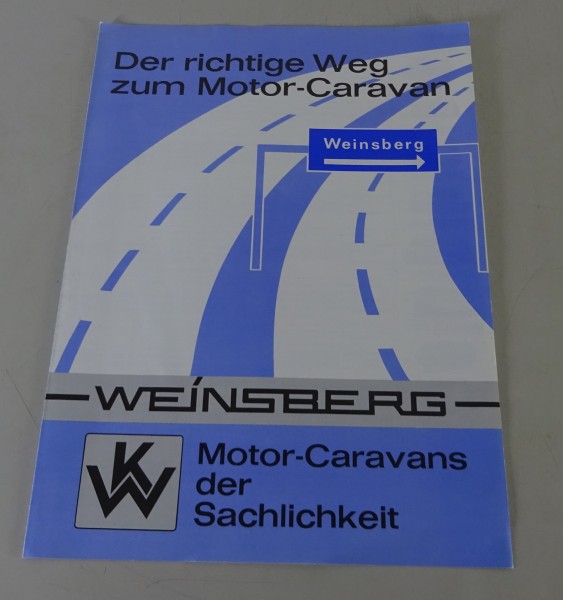 Der richtige Weg
zum Motor-Caravan
Weinsberg
WEINSBERG
KW
Motor-Caravans
der
Sachlichkeit